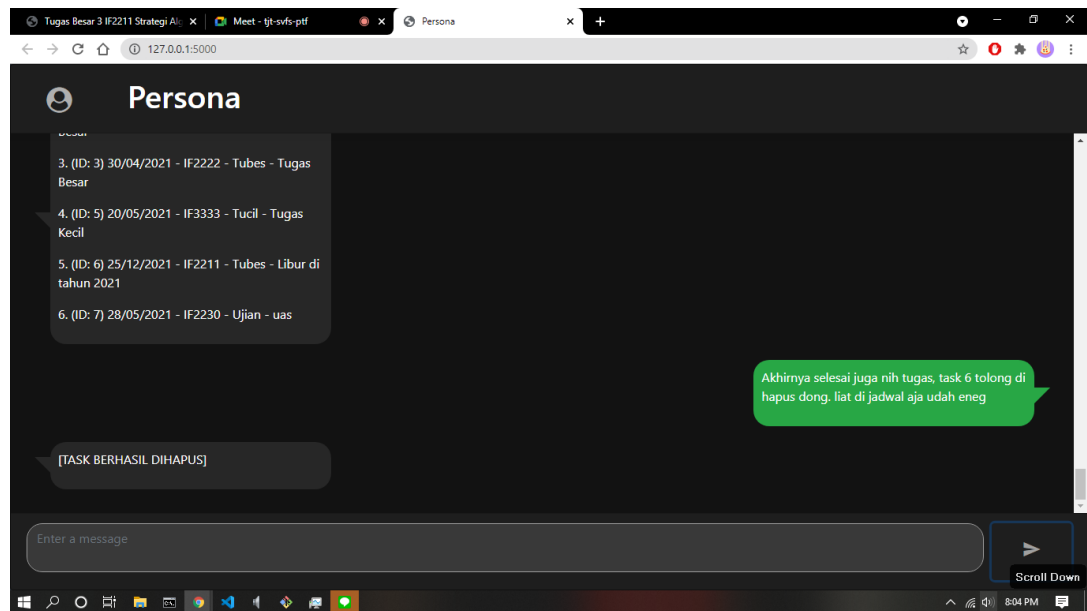 Tugas Besar 3 IF2211 Strategi Alg
Meet - tjt-svfs-ptf
Persona
127.0.0.1:5000
Persona
Besar
3. (ID: 3) 30/04/2021 - IF2222 - Tubes - Tugas
Besar
4. (ID: 5) 20/05/2021 - IF3333 - Tucil - Tugas
Kecil
5. (ID: 6) 25/12/2021 - IF2211 - Tubes - Libur di
tahun 2021
6. (ID: 7) 28/05/2021 - IF2230 - Ujian - uas
Akhirnya selesai juga nih tugas, task 6 tolong di
hapus dong. liat di jadwal aja udah eneg
[TASK BERHASIL DIHAPUS]
Enter a message
Scroll Down
8:04 PM